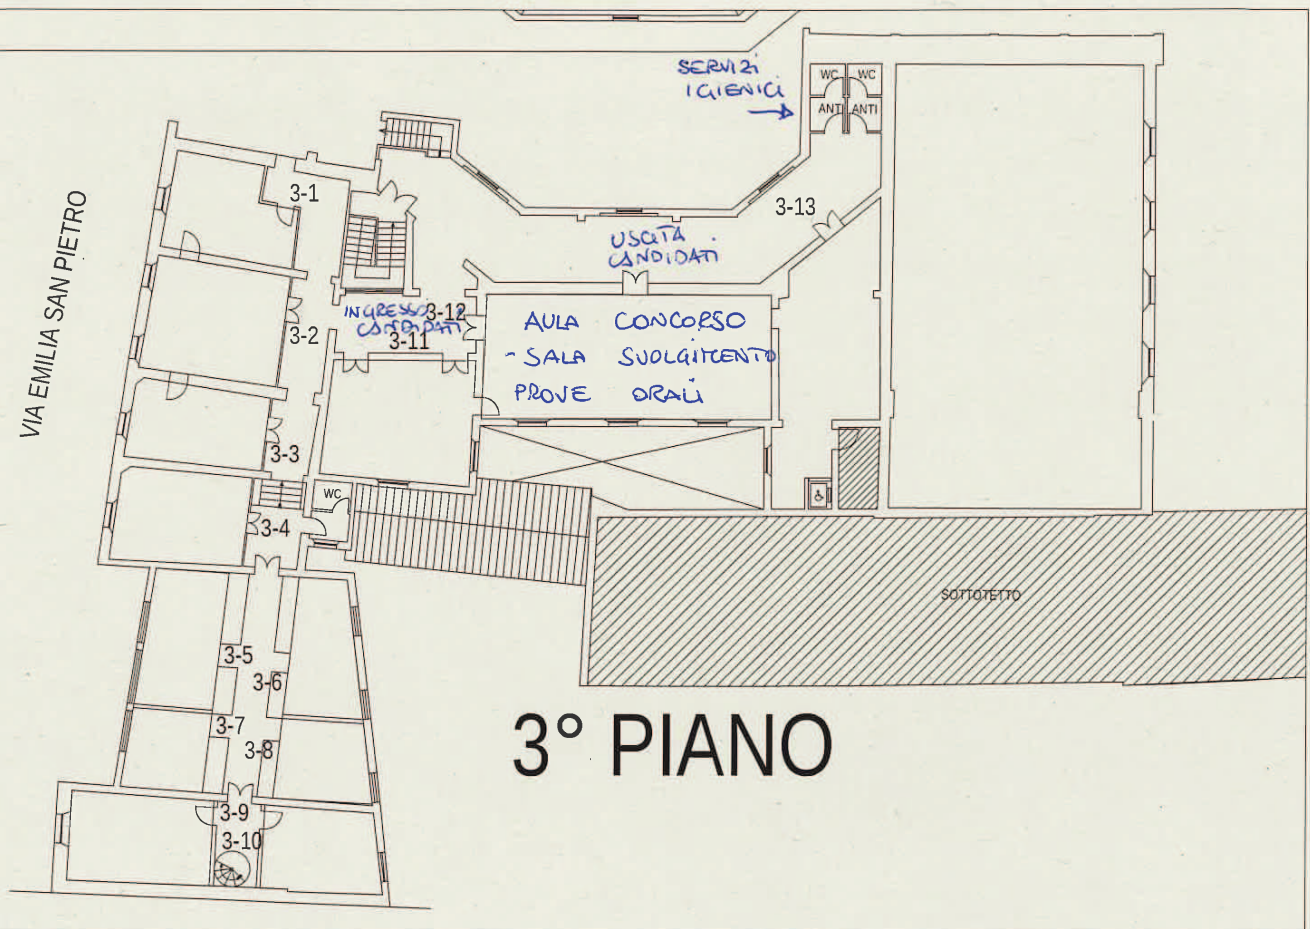 SERVIZI
IGIENICI
WC WC
ANTI ANTI
VIA EMILIA SAN PIETRO
3-1
3-13
USCITA
CANDIDATI
INGRESSO
CANDIDATI
3-12
3-11
AULA CONCORSO
- SALA SVOLGIMENTO
PROVE ORALI
3-2
3-3
WC
3-4
SOTTOTETTO
3-5
3-6
3-7
3-8
3° PIANO
3-9
3-10